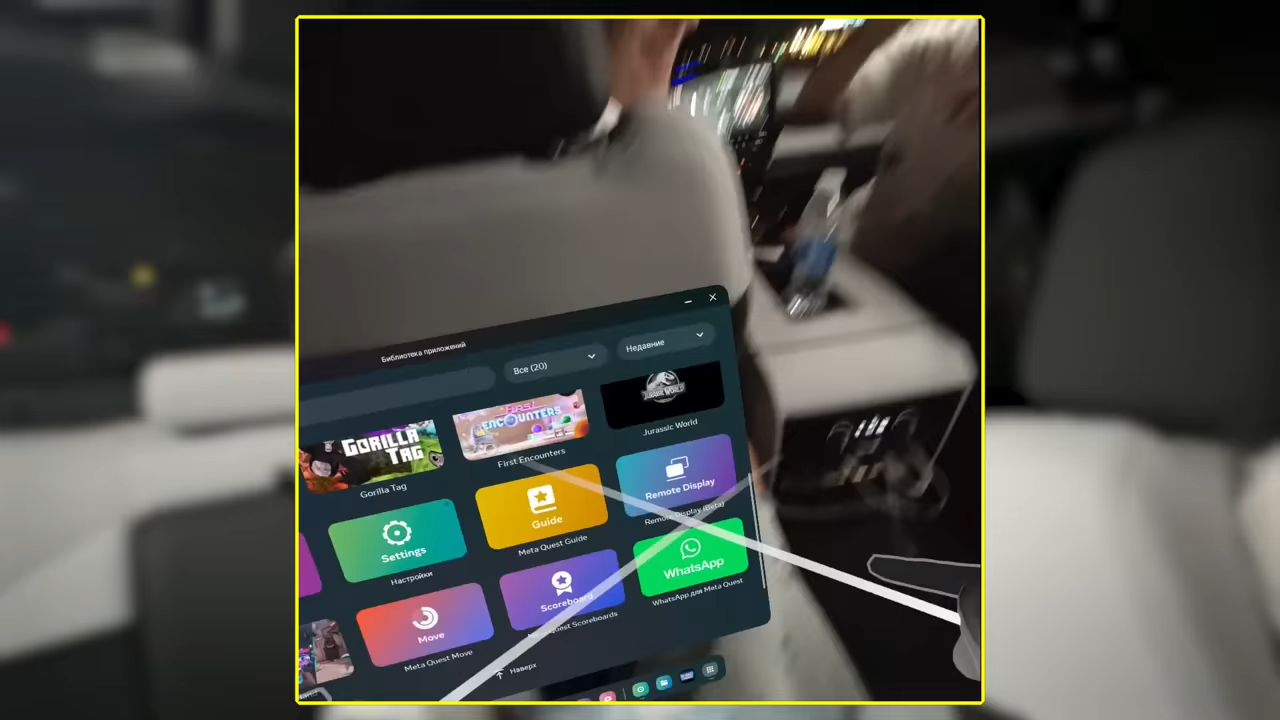 Библиотека приложений
Все (20)
Недавние
GORILLA
TAG
Gorilla Tag
FIRST
ENCOUNTERS
First Encounters
JURASSIC WORLD
Jurassic World
Settings
Настройки
Guide
Meta Quest Guide
Remote Display
Remote Display (Beta)
Move
Meta Quest Move
Scoreboard
Quest Scoreboards
WhatsApp
WhatsApp для Meta Quest
Наверх